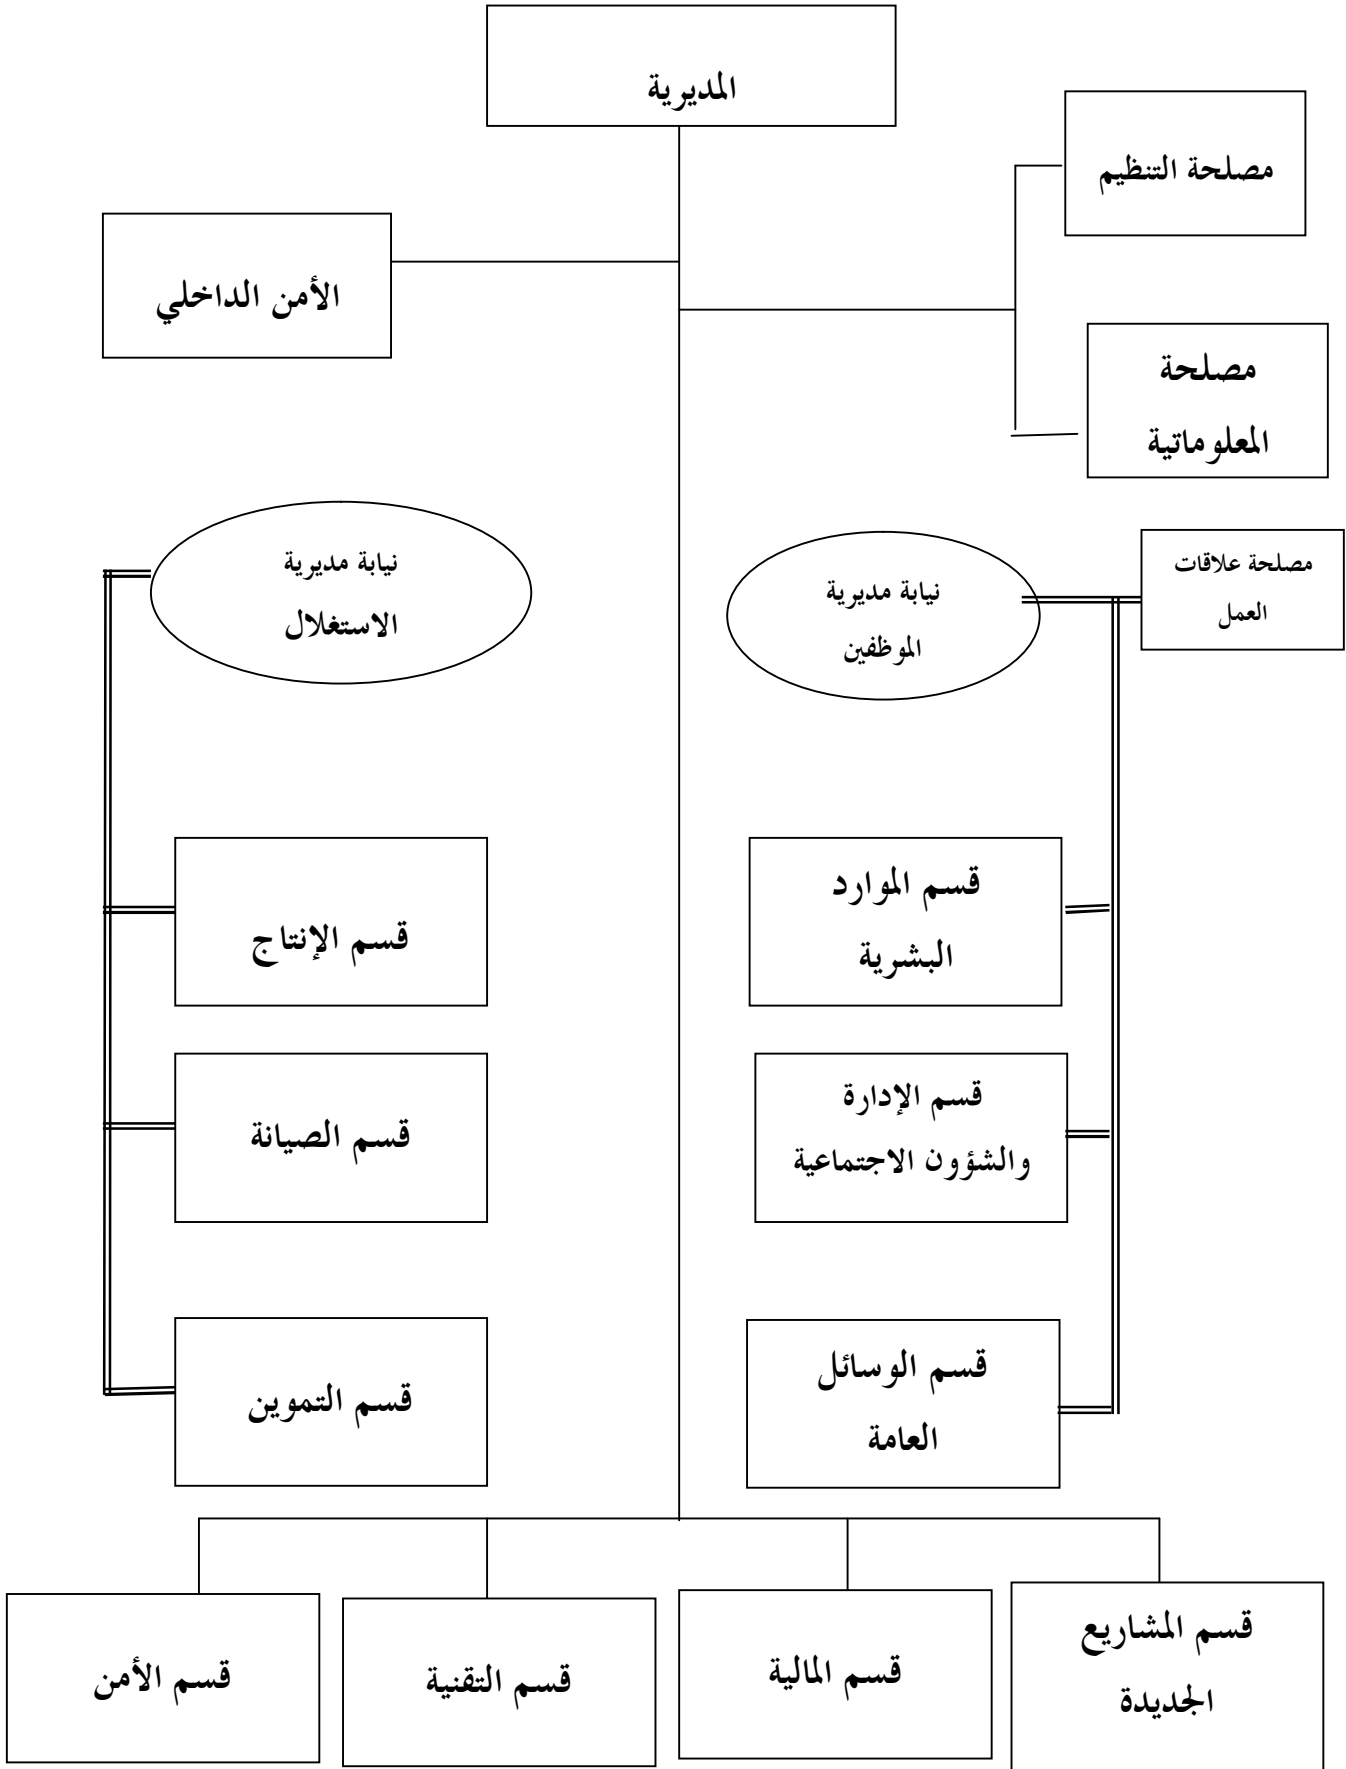 المديرية
مصلحة التنظيم
الأمن الداخلي
مصلحة
المعلوماتية
مصلحة علاقات
العمل
نيابة مديرية
الموظفين
نيابة مديرية
الاستغلال
قسم الموارد
البشرية
قسم الإنتاج
قسم الإدارة
والشؤون الاجتماعية
قسم الصيانة
قسم الوسائل
العامة
قسم التموين
قسم المشاريع
الجديدة
قسم المالية
قسم التقنية
قسم الأمن